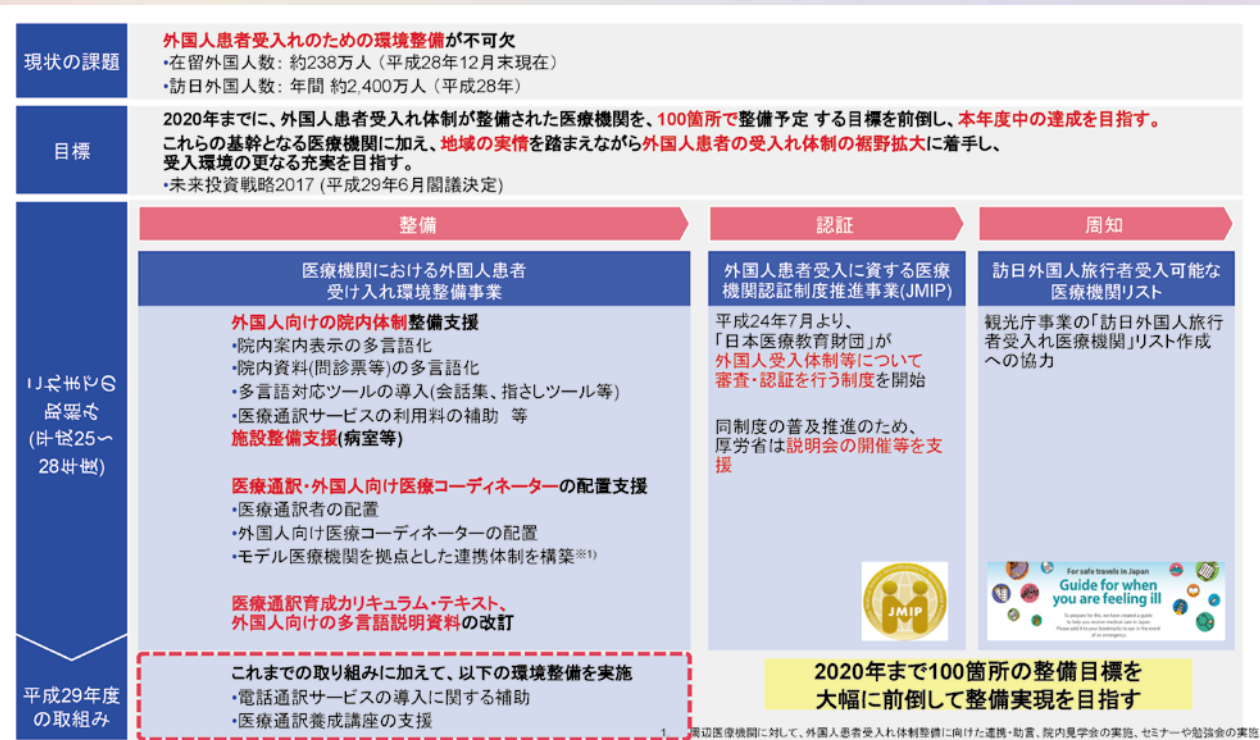 現状の課題
外国人患者受入れのための環境整備が不可欠
•在留外国人数： 約238万人 （平成28年12月末現在）
•訪日外国人数： 年間 約2,400万人 （平成28年）
目標
2020年までに、外国人患者受入れ体制が整備された医療機関を、100箇所で整備予定 する目標を前倒し、本年度中の達成を目指す。
これらの基幹となる医療機関に加え、地域の実情を踏まえながら外国人患者の受入れ体制の裾野拡大に着手し、
受入環境の更なる充実を目指す。
•未来投資戦略2017 (平成29年6月閣議決定)
これまでの
取組み
(平成25～
28年度)
整備
医療機関における外国人患者
受け入れ環境整備事業
外国人向けの院内体制整備支援
•院内案内表示の多言語化
•院内資料(問診票等)の多言語化
•多言語対応ツールの導入(会話集、指さしツール等)
•医療通訳サービスの利用料の補助 等
施設整備支援(病室等)
医療通訳・外国人向け医療コーディネーターの配置支援
•医療通訳者の配置
•外国人向け医療コーディネーターの配置
•モデル医療機関を拠点とした連携体制を構築※1)
医療通訳育成カリキュラム・テキスト、
外国人向けの多言語説明資料の改訂
認証
外国人患者受入に資する医療
機関認証制度推進事業(JMIP)
平成24年7月より、
「日本医療教育財団」が
外国人受入体制等について
審査・認証を行う制度を開始
同制度の普及推進のため、
厚労省は説明会の開催等を支
援
JMIP
周知
訪日外国人旅行者受入可能な
医療機関リスト
観光庁事業の「訪日外国人旅行
者受入れ医療機関」リスト作成
への協力
For safe travels in Japan
Guide for when
you are feeling ill
To prepare for this, we have created a guide
to help you receive medical care in Japan.
Please add it to your bookmarks to use in the event
of an emergency.
平成29年度
の取組み
これまでの取り組みに加えて、以下の環境整備を実施
•電話通訳サービスの導入に関する補助
•医療通訳養成講座の支援
2020年まで100箇所の整備目標を
大幅に前倒して整備実現を目指す
1. 周辺医療機関に対して、外国人患者受入れ体制整備に向けた連携・助言、院内見学会の実施、セミナーや勉強会の実施